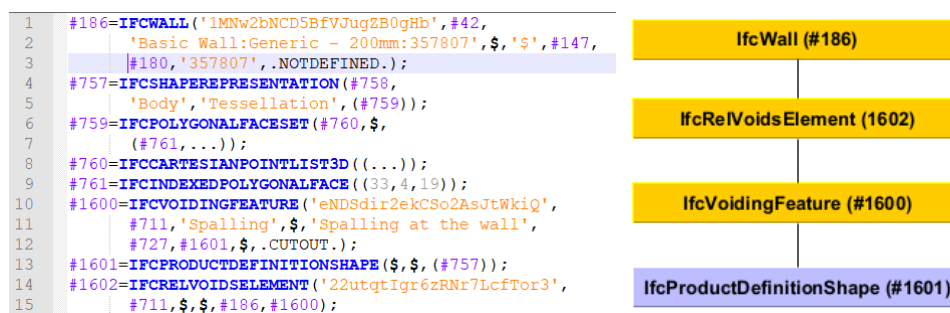 1 #186=IFCWALL('1MNw2bNCD5BfVJugZB0gHb',#42,
2 'Basic Wall:Generic - 200mm:357807',$,'$',#147,
3 #180,'357807',.NOTDEFINED.);
4 #757=IFCSHAPEREPRESENTATION(#758,
5 'Body','Tessellation',(#759));
6 #759=IFCPOLYGONALFACESET(#760,$,
7 (#761,...));
8 #760=IFCCARTESIANPOINTLIST3D((...));
9 #761=IFCINDEXEDPOLYGONALFACE((33,4,19));
10 #1600=IFCVOIDINGFEATURE('eNDSdir2ekCSo2AsJtWkiQ',
11 #711,'Spalling',$,'Spalling at the wall',
12 #727,#1601,$,.CUTOUT.);
13 #1601=IFCPRODUCTDEFINITIONSHAPE($,$,(#757));
14 #1602=IFCRELVOIDSELEMENT('22utqtIgr6zRNr7LcfTor3',
15 #711,$,$,#186,#1600);
IfcWall (#186)
IfcRelVoidsElement (1602)
IfcVoidingFeature (#1600)
IfcProductDefinitionShape (#1601)